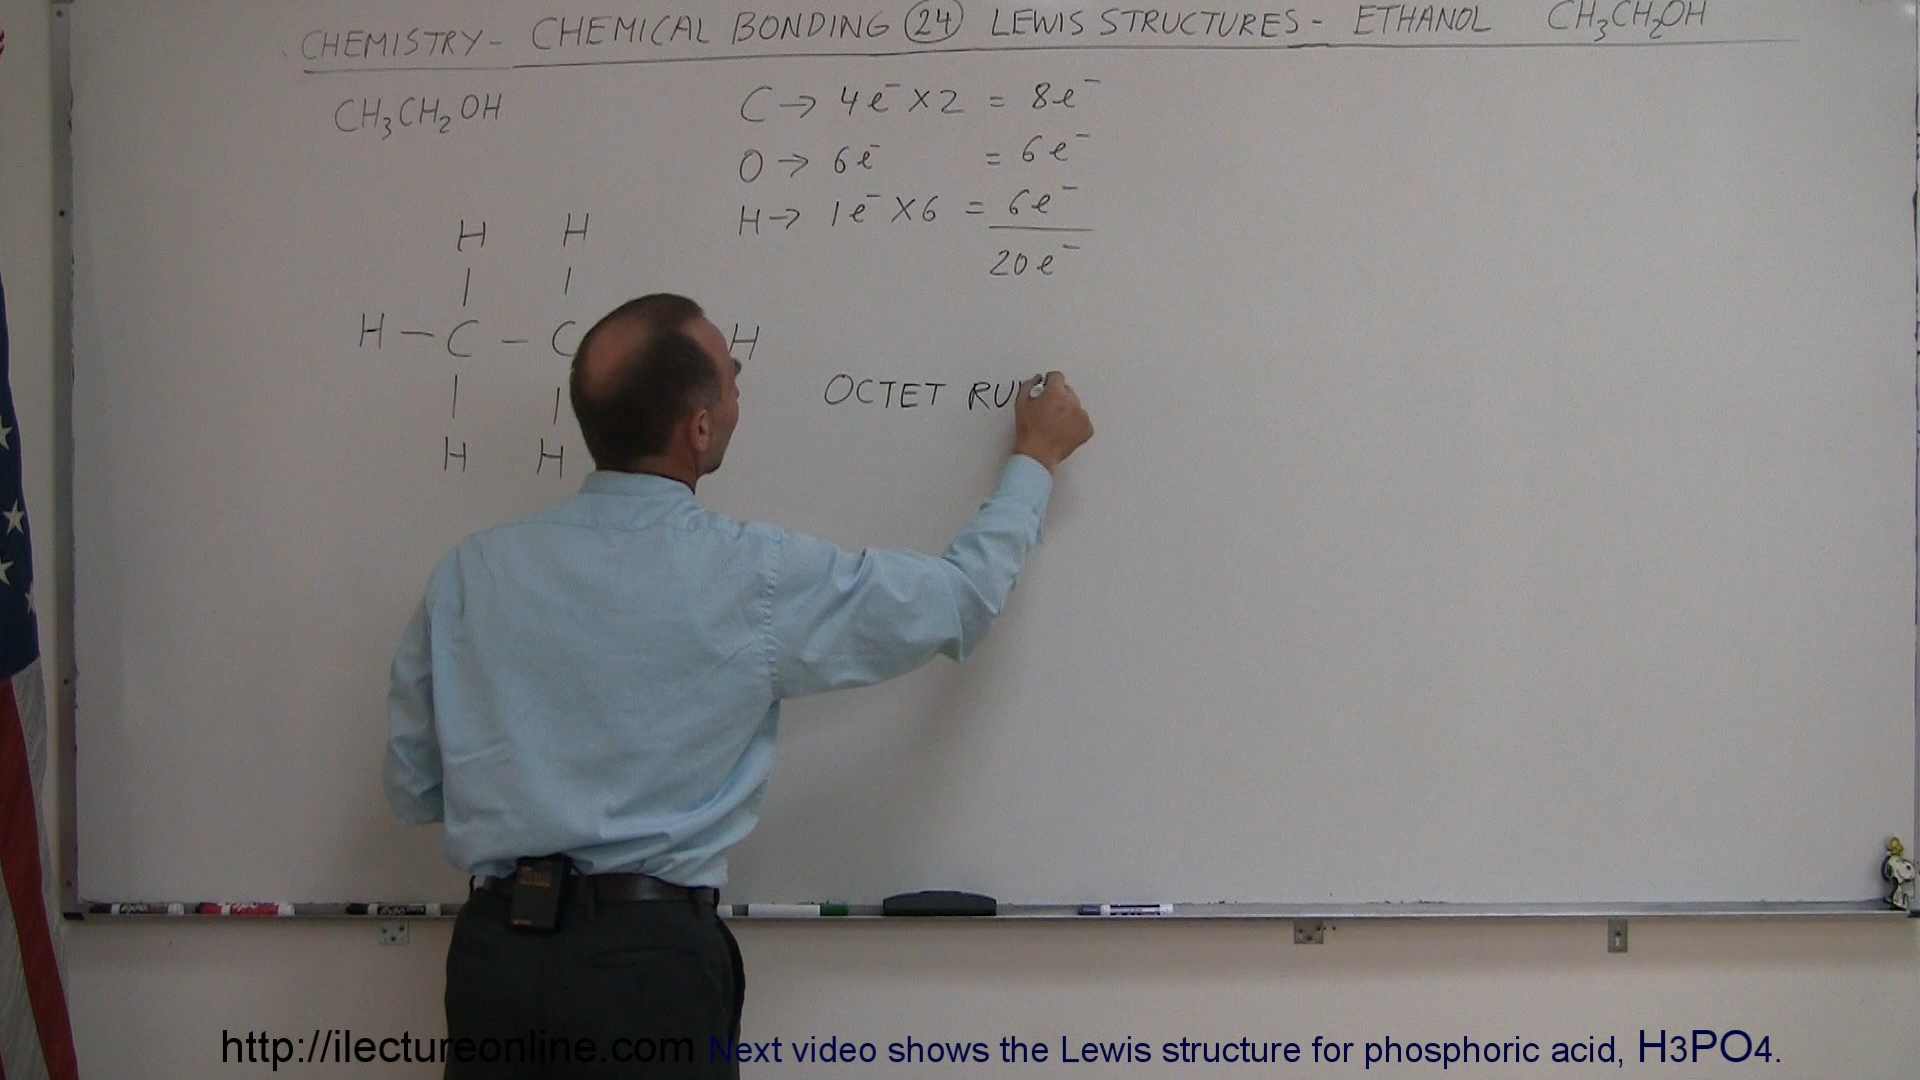 CHEMISTRY - CHEMICAL BONDING 24 LEWIS STRUCTURES - ETHANOL CH₃CH₂OH
CH₃CH₂OH
C → 4e⁻ × 2 = 8e⁻
O → 6e⁻ = 6e⁻
H → 1e⁻ × 6 = 6e⁻
20e⁻
H H
| |
H - C - C H
| |
H H
OCTET
http://ilectureonline.com Next video shows the Lewis structure for phosphoric acid, H3PO4.